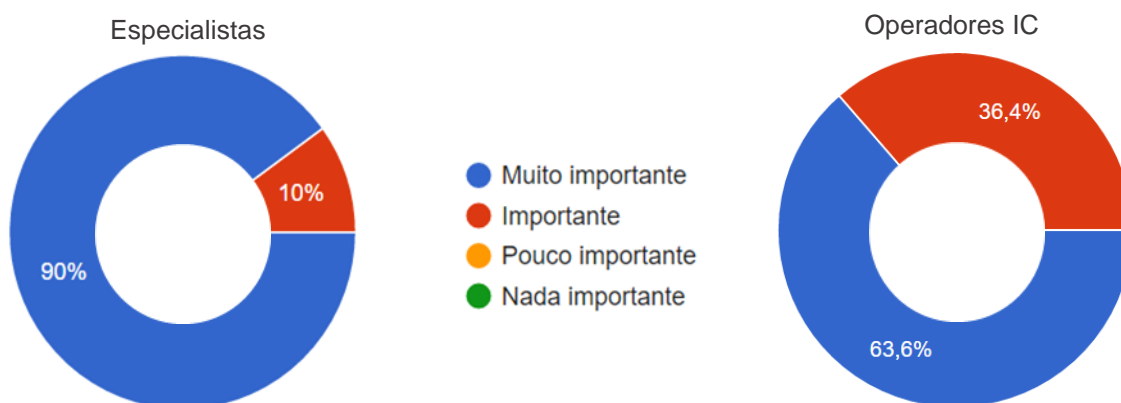 Especialistas
90%
10%
Muito importante
Importante
Pouco importante
Nada importante
Operadores IC
36,4%
63,6%